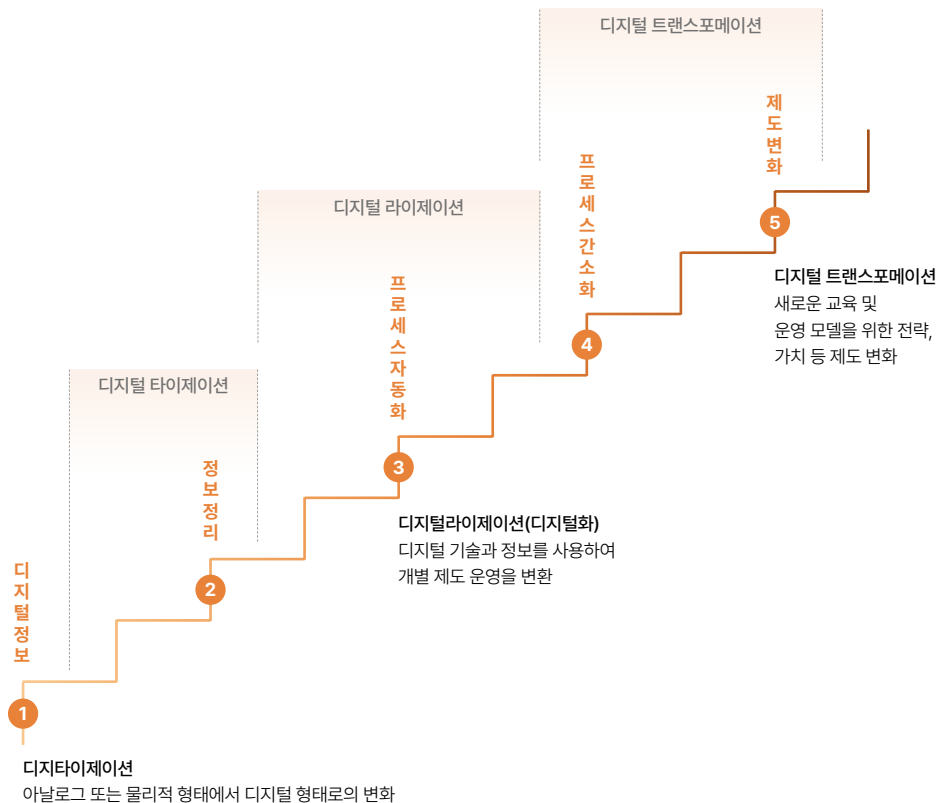 디지털 트랜스포메이션
제도변화
5
디지털 트랜스포메이션
새로운 교육 및
운영 모델을 위한 전략,
가치 등 제도 변화
프로세스간소화
4
디지털 라이제이션
프로세스자동화
3
디지털라이제이션(디지털화)
디지털 기술과 정보를 사용하여
개별 제도 운영을 변환
디지털 타이제이션
정보정리
2
디지털정보
1
디지타이제이션
아날로그 또는 물리적 형태에서 디지털 형태로의 변화